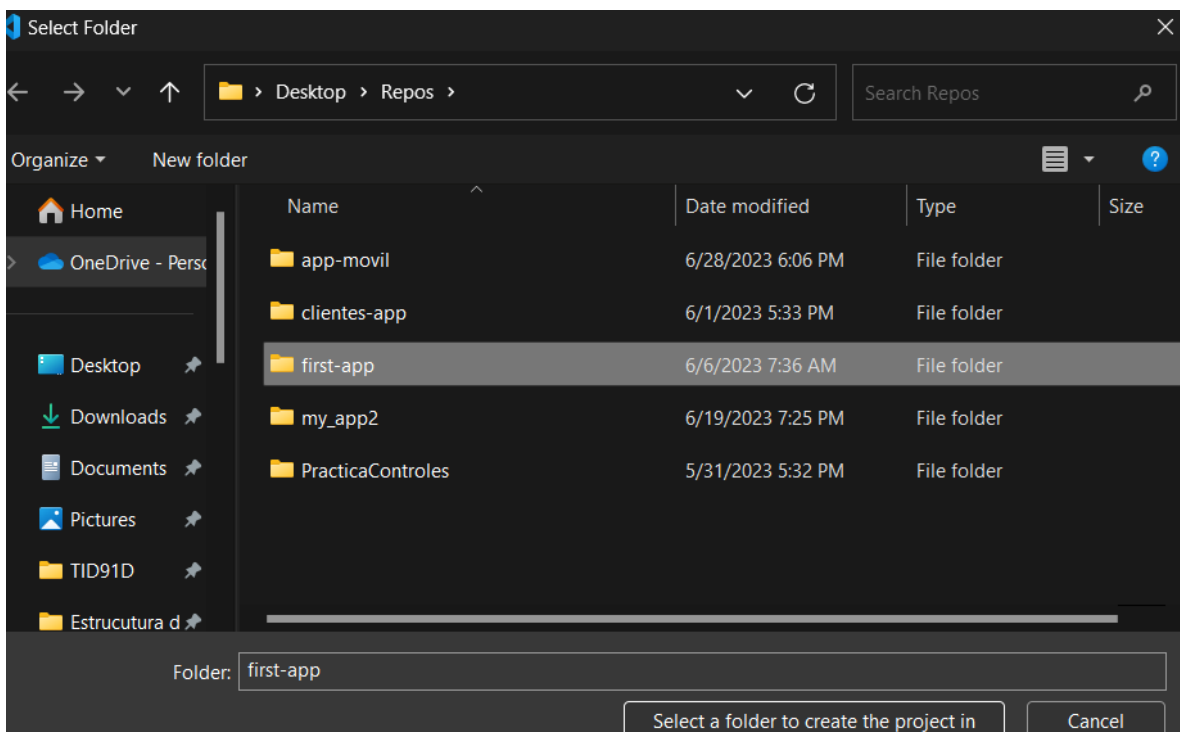 Select Folder
Desktop > Repos >
Search Repos
Organize
New folder
Name
Date modified
Type
Size
Home
OneDrive - Perso
Desktop
Downloads
Documents
Pictures
TID91D
Estrucutura d
app-movil 6/28/2023 6:06 PM File folder
clientes-app 6/1/2023 5:33 PM File folder
first-app 6/6/2023 7:36 AM File folder
my_app2 6/19/2023 7:25 PM File folder
PracticaControles 5/31/2023 5:32 PM File folder
Folder: first-app
Select a folder to create the project in
Cancel